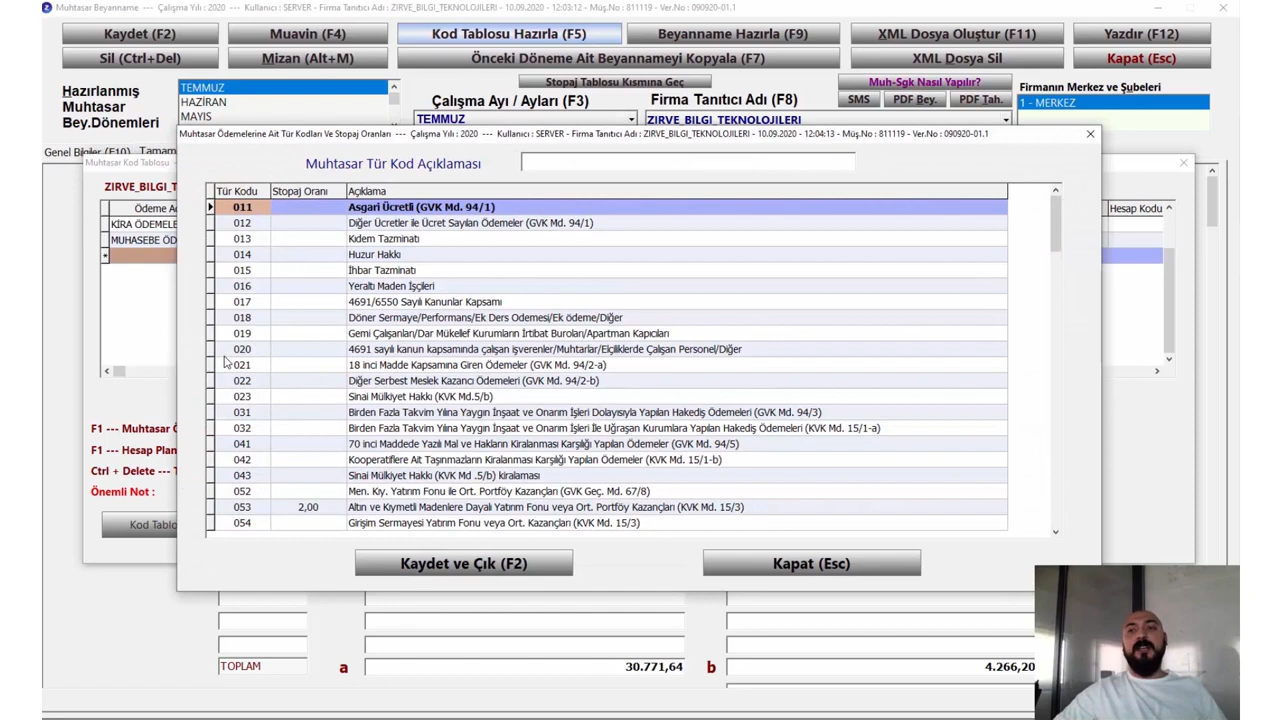 Muhtasar Beyanname --- Çalışma Yılı : 2020 --- Kullanıcı : SERVER - Firma Tanıtıcı Adı : ZIRVE_BILGI_TEKNOLOJILERI - 10.09.2020 - 12:03:12 - Müş.No : 811119 - Ver.No : 090920-01.1
Kaydet (F2)
Muavin (F4)
Kod Tablosu Hazırla (F5)
Beyanname Hazırla (F9)
XML Dosya Oluştur (F11)
Yazdır (F12)
Sil (Ctrl+Del)
Mizan (Alt+M)
Önceki Döneme Ait Beyannameyi Kopyala (F7)
XML Dosya Sil
Kapat (Esc)
Hazırlanmış
Muhtasar
Bey.Dönemleri
TEMMUZ
HAZİRAN
MAYIS
Stopaj Tablosu Kısmına Geç
Çalışma Ayı / Ayları (F3)
TEMMUZ
Firma Tanıtıcı Adı (F8)
ZIRVE_BILGI_TEKNOLOJILERI
Muh-Sgk Nasıl Yapılır?
SMS
PDF Bey.
PDF Tah.
Firmanın Merkez ve Şubeleri
1 - MERKEZ
Genel Bilgiler (F10)
Muhtasar Kod Tablosu
ZIRVE_BILGI_T
Ödeme Ad
KİRA ÖDEMELE
MUHASEBE ÖD
Hesap Kodu
F1 --- Muhtasar Ö
F1 --- Hesap Plan
Ctrl + Delete --- T
Önemli Not :
Kod Tablo
Muhtasar Ödemelerine Ait Tür Kodları Ve Stopaj Oranları --- Çalışma Yılı : 2020 --- Kullanıcı : SERVER - Firma Tanıtıcı Adı : ZIRVE_BILGI_TEKNOLOJILERI - 10.09.2020 - 12:04:13 - Müş.No : 811119 - Ver.No : 090920-01.1
Muhtasar Tür Kod Açıklaması
Tür Kodu Stopaj Oranı Açıklama
011 Asgari Ücretli (GVK Md. 94/1)
012 Diğer Ücretler ile Ücret Sayılan Ödemeler (GVK Md. 94/1)
013 Kıdem Tazminatı
014 Huzur Hakkı
015 İhbar Tazminatı
016 Yeraltı Maden İşçileri
017 4691/6550 Sayılı Kanunlar Kapsamı
018 Döner Sermaye/Performans/Ek Ders Ödemesi/Ek ödeme/Diğer
019 Gemi Çalışanları/Dar Mükellef Kurumların İrtibat Buroları/Apartman Kapıcıları
020 4691 sayılı kanun kapsamında çalışan işverenler/Muhtarlar/Elçiliklerde Çalışan Personel/Diğer
021 18 inci Madde Kapsamına Giren Ödemeler (GVK Md. 94/2-a)
022 Diğer Serbest Meslek Kazancı Ödemeleri (GVK Md. 94/2-b)
023 Sinai Mülkiyet Hakkı (KVK Md.5/b)
031 Birden Fazla Takvim Yılına Yaygın İnşaat ve Onarım İşleri Dolayısıyla Yapılan Hakediş Ödemeleri (GVK Md. 94/3)
032 Birden Fazla Takvim Yılına Yaygın İnşaat ve Onarım İşleri İle Uğraşan Kurumlara Yapılan Hakediş Ödemeleri (KVK Md. 15/1-a)
041 70 inci Maddede Yazılı Mal ve Hakların Kiralanması Karşılığı Yapılan Ödemeler (GVK Md. 94/5)
042 Kooperatiflere Ait Taşınmazların Kiralanması Karşılığı Yapılan Ödemeler (KVK Md. 15/1-b)
043 Sinai Mülkiyet Hakkı (KVK Md .5/b) kiralaması
052 Men. Kıy. Yatırım Fonu ile Ort. Portföy Kazançları (GVK Geç. Md. 67/8)
053 2,00 Altın ve Kıymetli Madenlere Dayalı Yatırım Fonu veya Ort. Portföy Kazançları (KVK Md. 15/3)
054 Girişim Sermayesi Yatırım Fonu veya Ort. Kazançları (KVK Md. 15/3)
Kaydet ve Çık (F2)
Kapat (Esc)
TOPLAM a 30.771,64 b 4.266,20